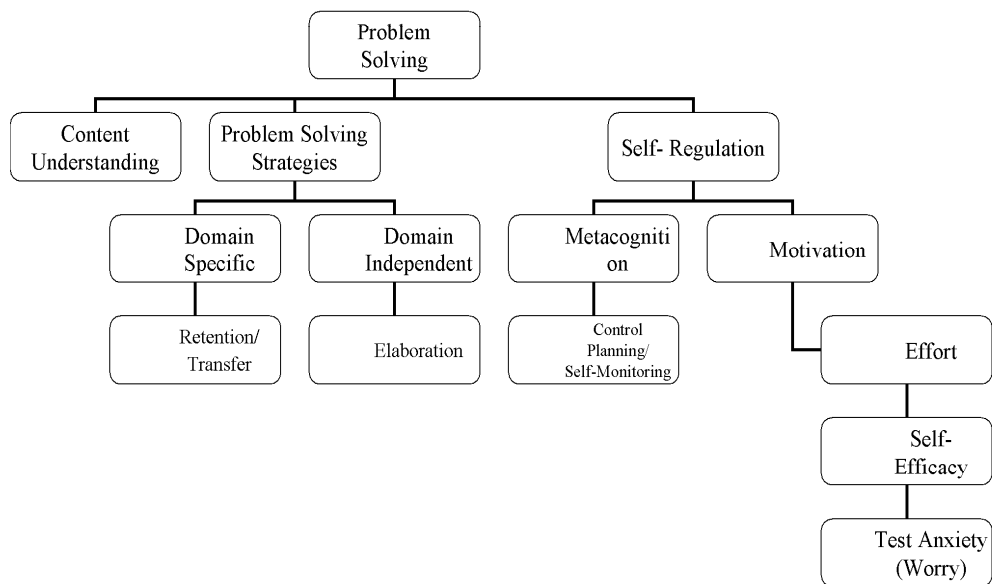 Problem
Solving
Content
Understanding
Problem Solving
Strategies
Self- Regulation
Domain
Specific
Domain
Independent
Metacogniti
on
Motivation
Retention/
Transfer
Elaboration
Control
Planning/
Self-Monitoring
Effort
Self-
Efficacy
Test Anxiety
(Worry)